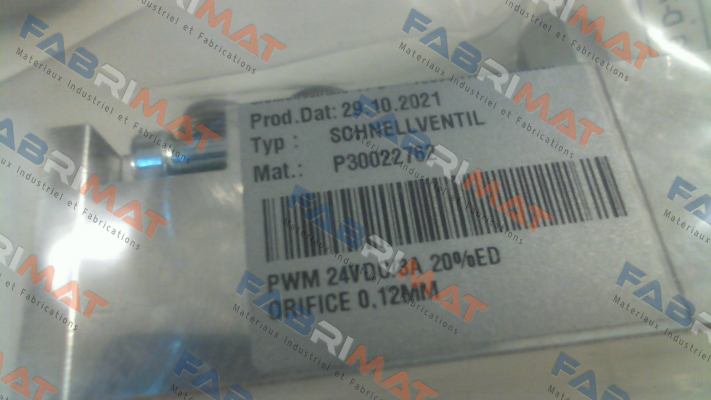 Prod.Dat: 29.10.2021
Typ : SCHNELLVENTIL
Mat.: P30022767
PWM 24VDC 3A 20%ED
ORIFICE 0.12MM
FABRIMAT
Materiaux Industriel et Fabrications